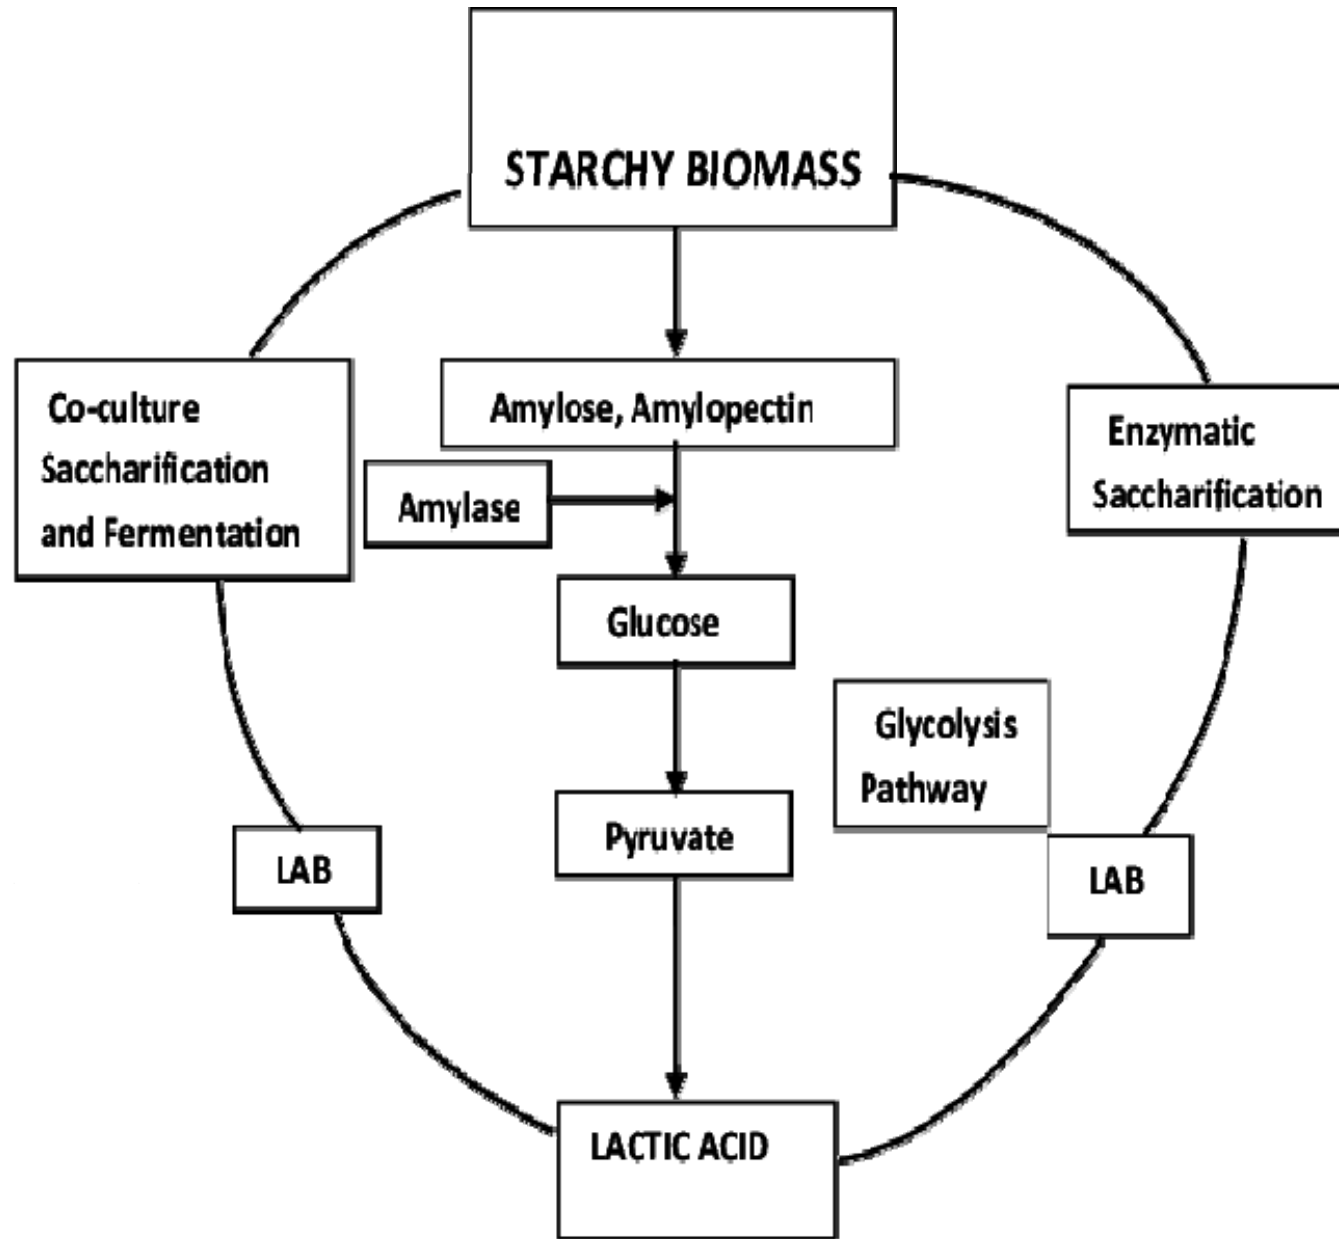 STARCHY BIOMASS
Co-culture
Saccharification
and Fermentation
Amylose, Amylopectin
Enzymatic
Saccharification
Amylase
Glucose
Glycolysis
Pathway
Pyruvate
LAB
LAB
LACTIC ACID